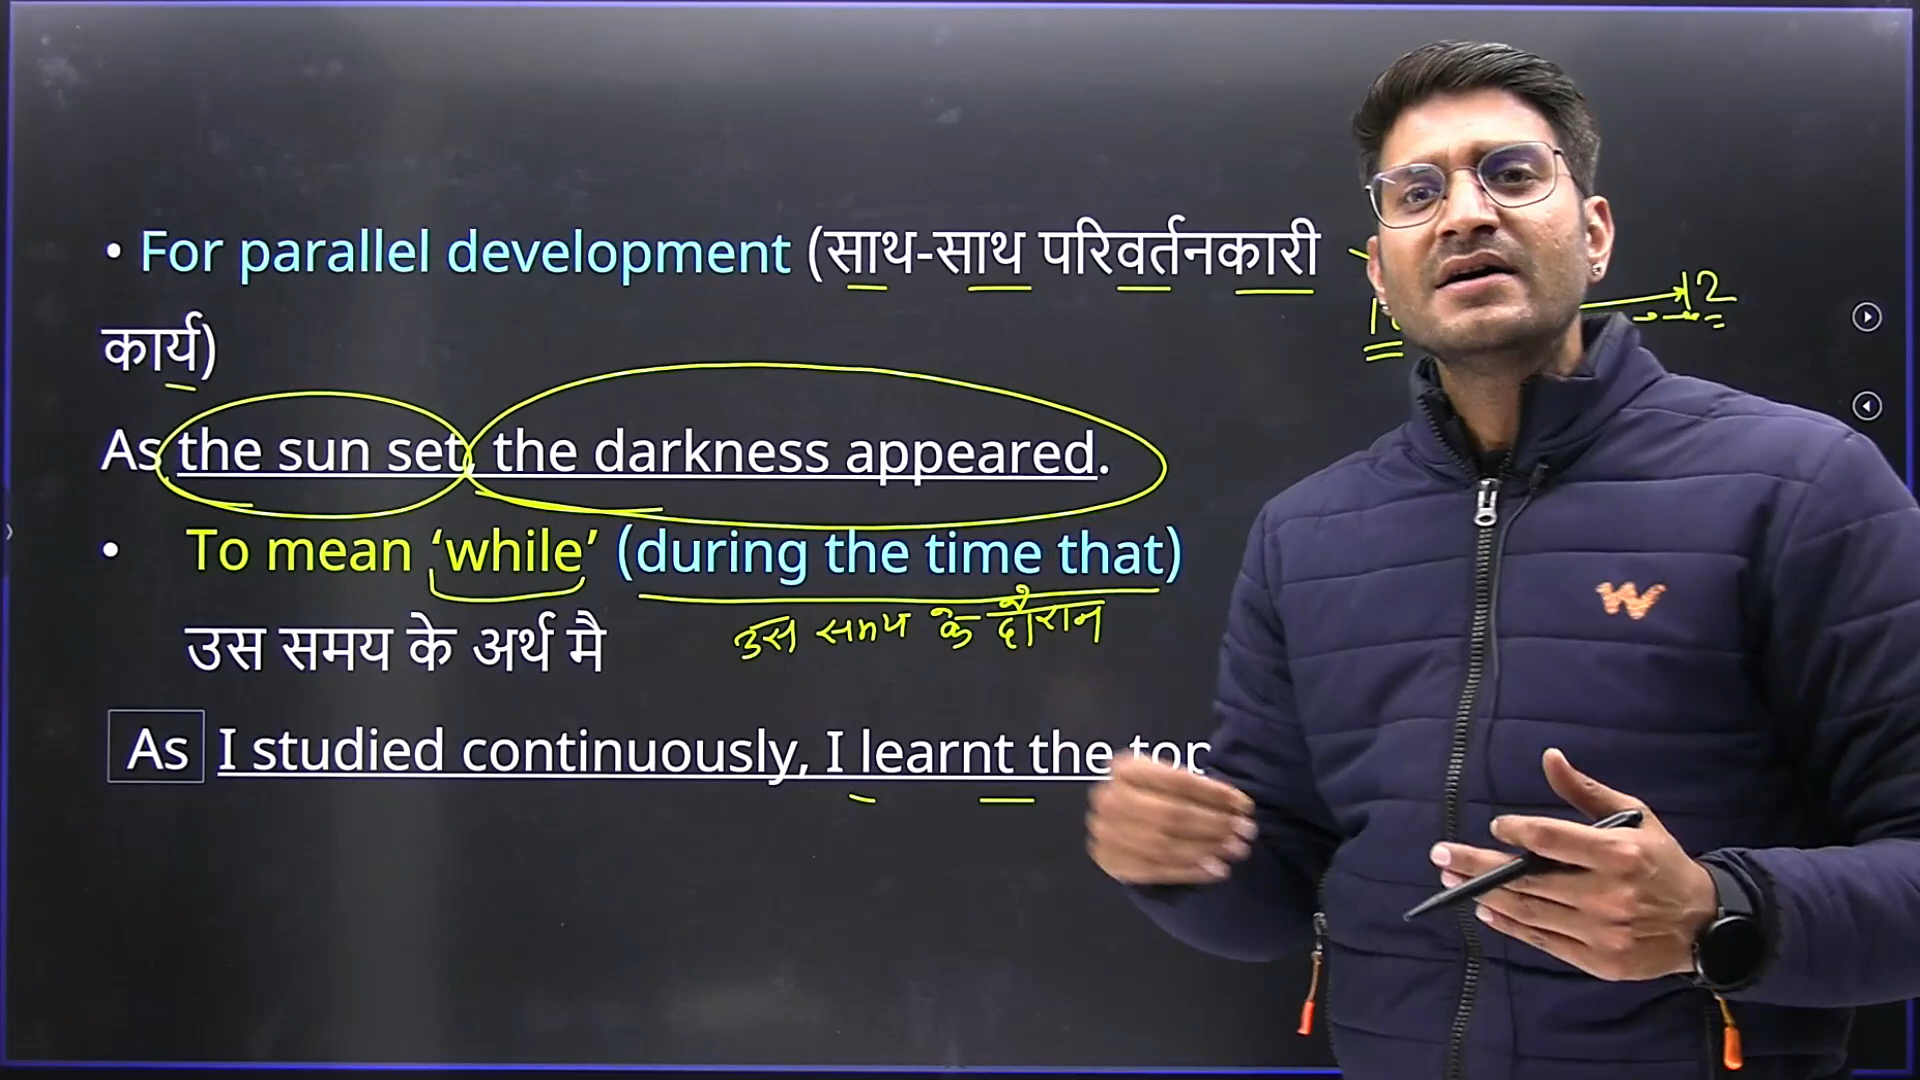 • For parallel development (साथ-साथ परिवर्तनकारी
12
कार्य)
As the sun set, the darkness appeared.
• To mean ‘while’ (during the time that)
उस समय के दौरान
उस समय के अर्थ मै
As I studied continuously, I learnt the
W